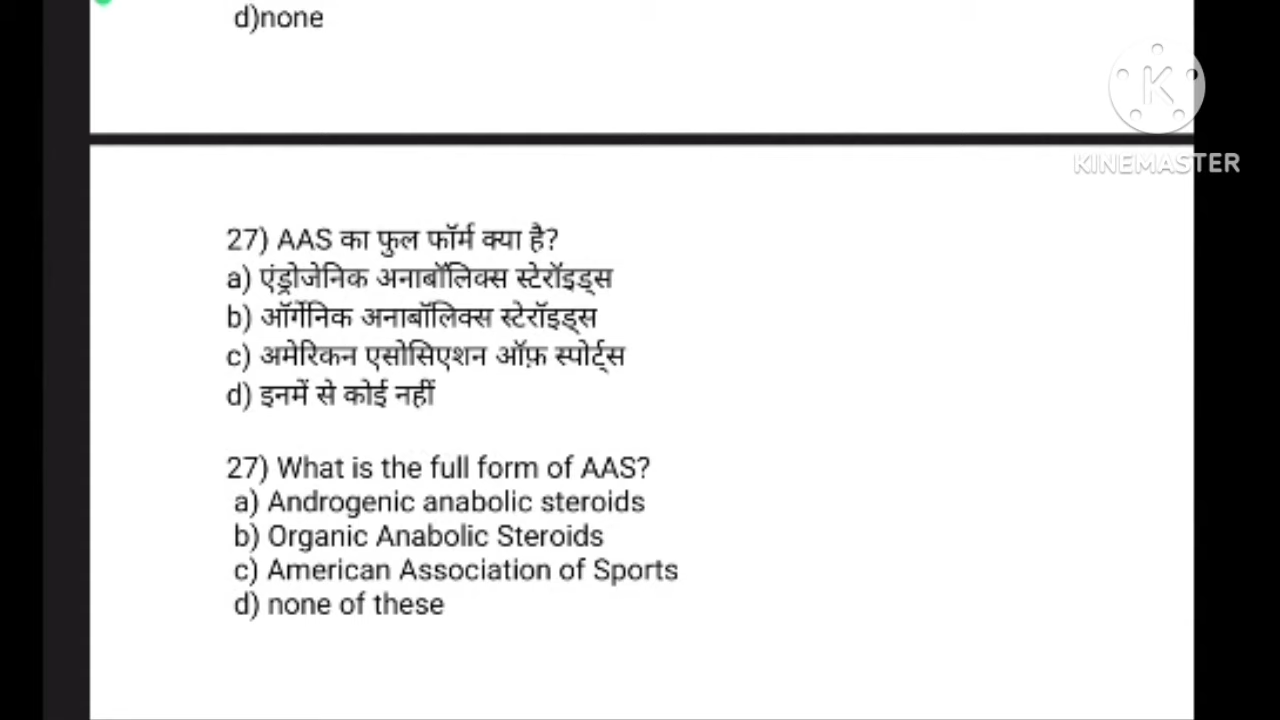 d)none
KINEMASTER
27) AAS का फुल फॉर्म क्या है?
a) एंड्रोजेनिक अनाबॉलिक्स स्टेरॉइड्स
b) ऑर्गेनिक अनाबॉलिक्स स्टेरॉइड्स
c) अमेरिकन एसोसिएशन ऑफ़ स्पोर्ट्स
d) इनमें से कोई नहीं
27) What is the full form of AAS?
a) Androgenic anabolic steroids
b) Organic Anabolic Steroids
c) American Association of Sports
d) none of these